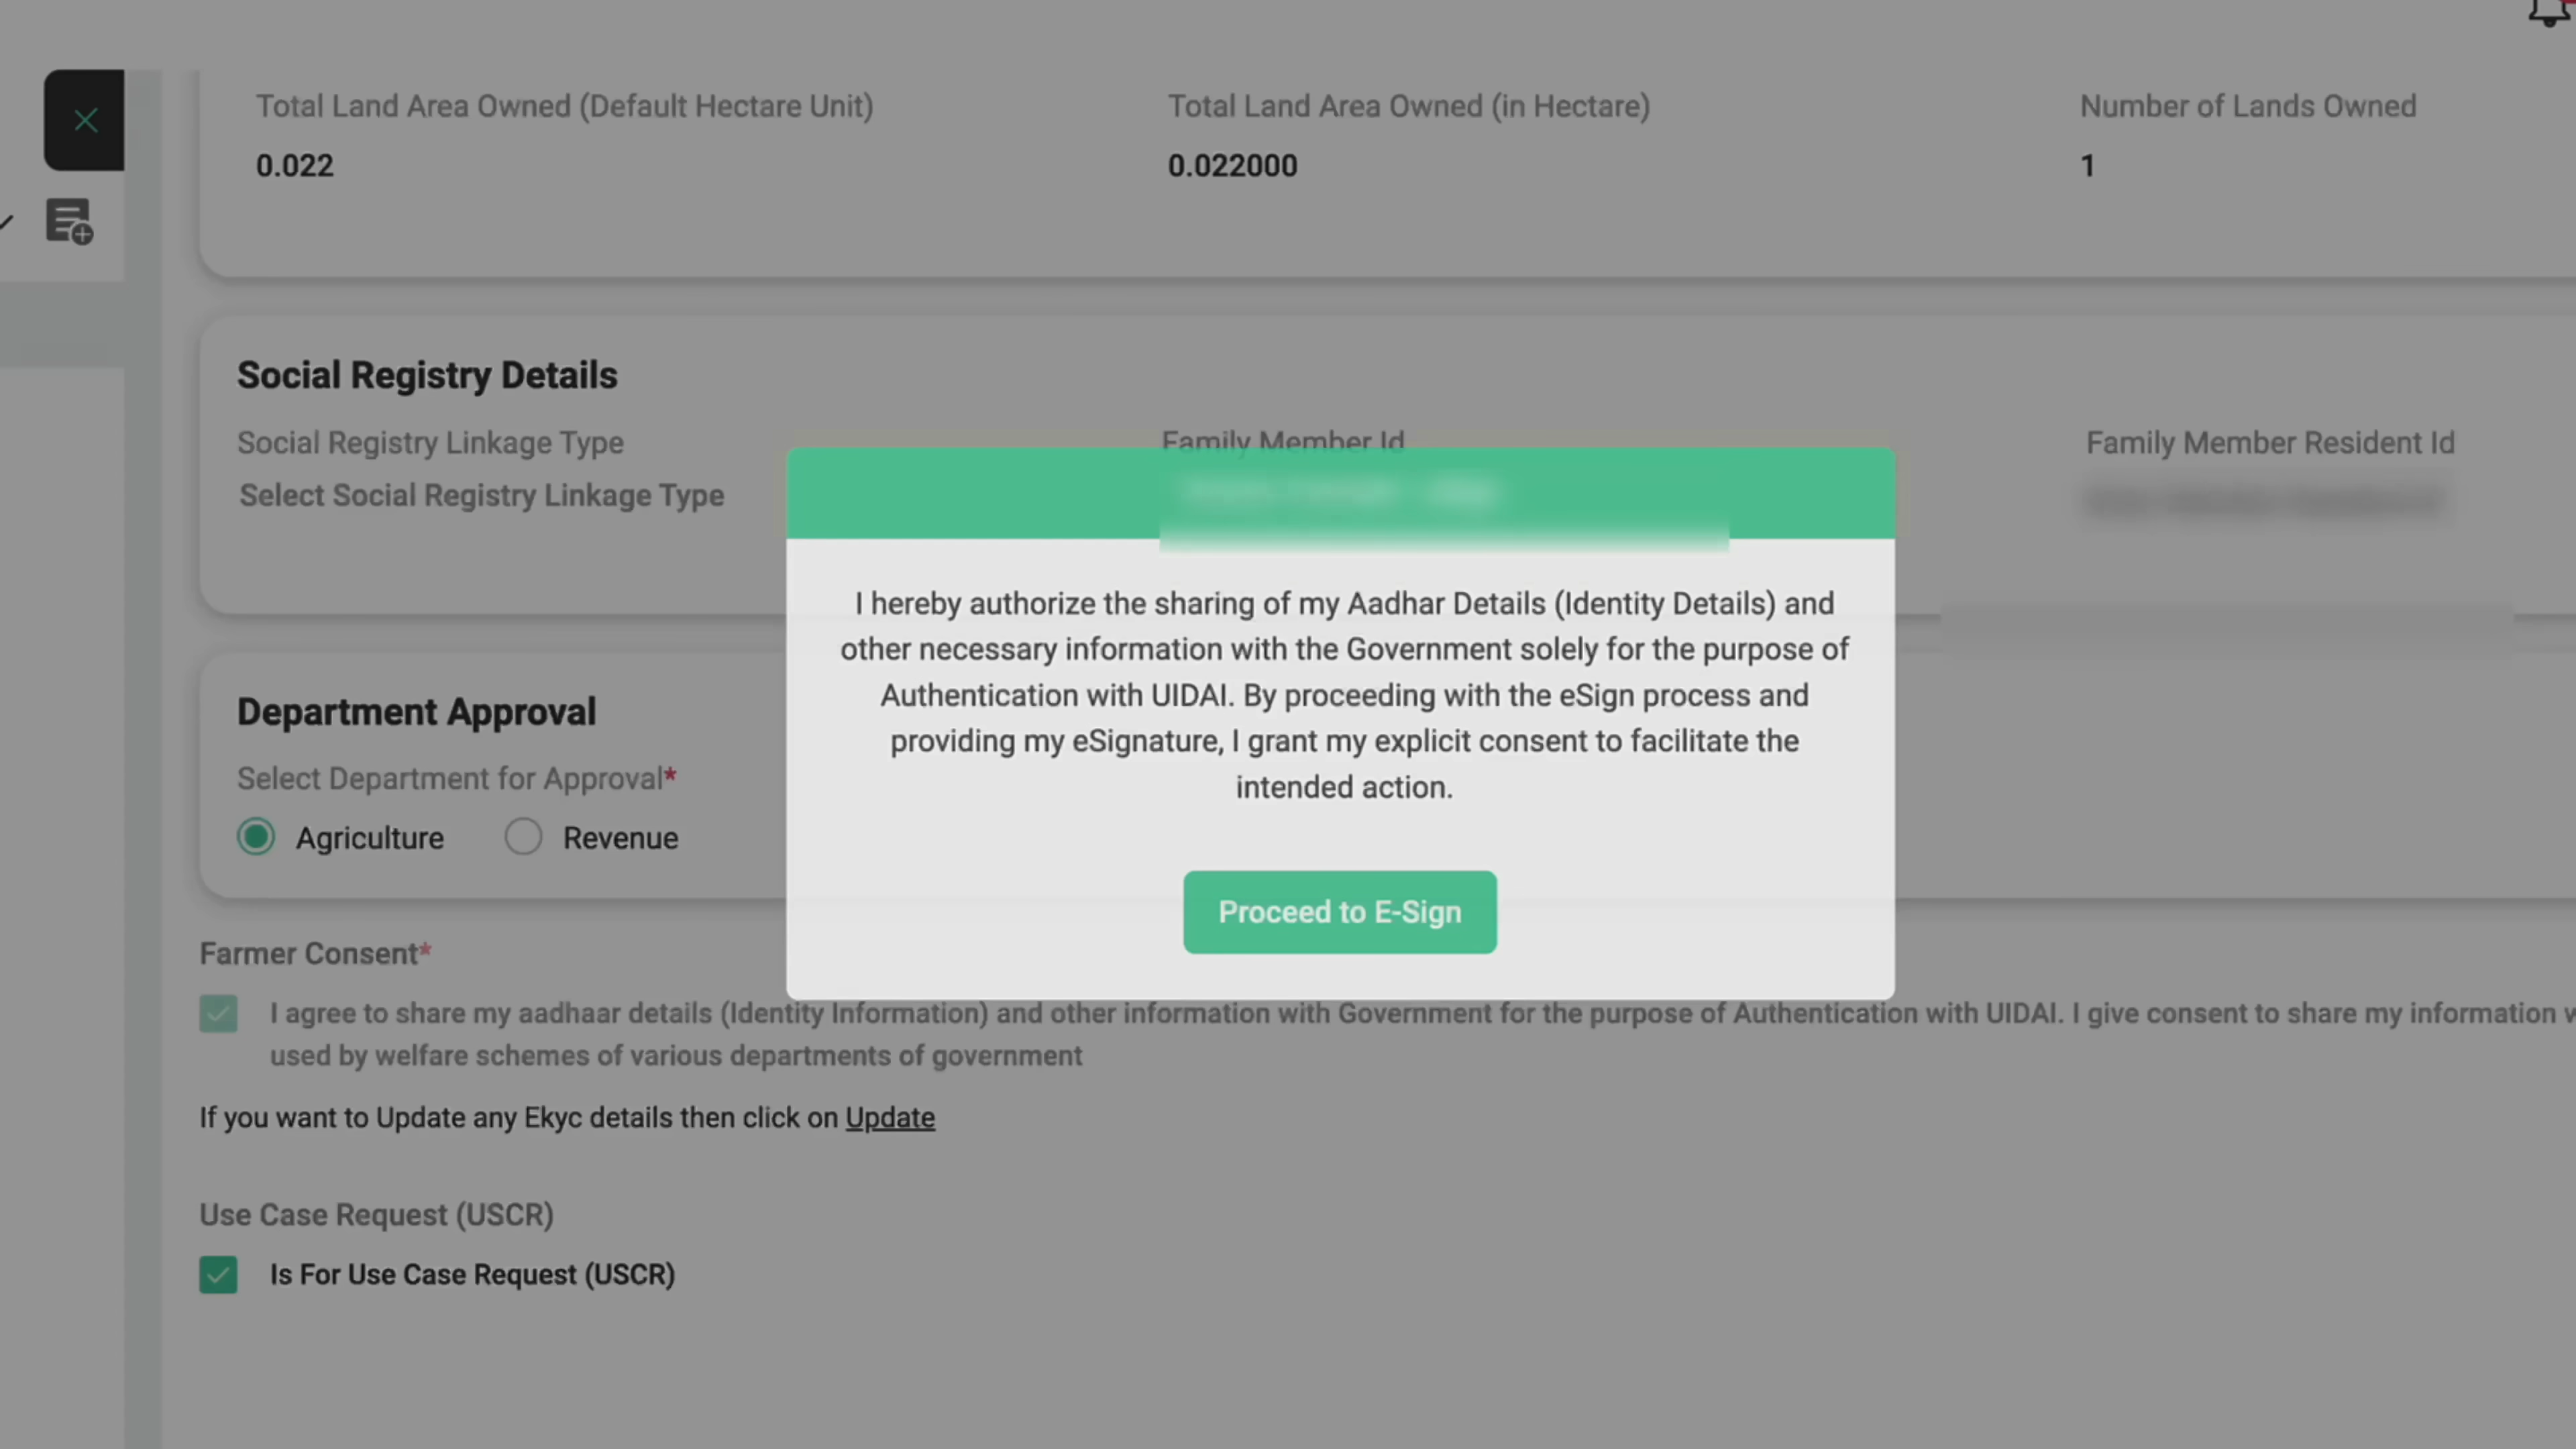 Total Land Area Owned (Default Hectare Unit)
0.022
Total Land Area Owned (in Hectare)
0.022000
Number of Lands Owned
1
Social Registry Details
Social Registry Linkage Type
Select Social Registry Linkage Type
Family Member Id
Family Member Resident Id
I hereby authorize the sharing of my Aadhar Details (Identity Details) and
other necessary information with the Government solely for the purpose of
Authentication with UIDAI. By proceeding with the eSign process and
providing my eSignature, I grant my explicit consent to facilitate the
intended action.
Proceed to E-Sign
Department Approval
Select Department for Approval*
Agriculture
Revenue
Farmer Consent*
I agree to share my aadhaar details (Identity Information) and other information with Government for the purpose of Authentication with UIDAI. I give consent to share my information
used by welfare schemes of various departments of government
If you want to Update any Ekyc details then click on Update
Use Case Request (USCR)
Is For Use Case Request (USCR)